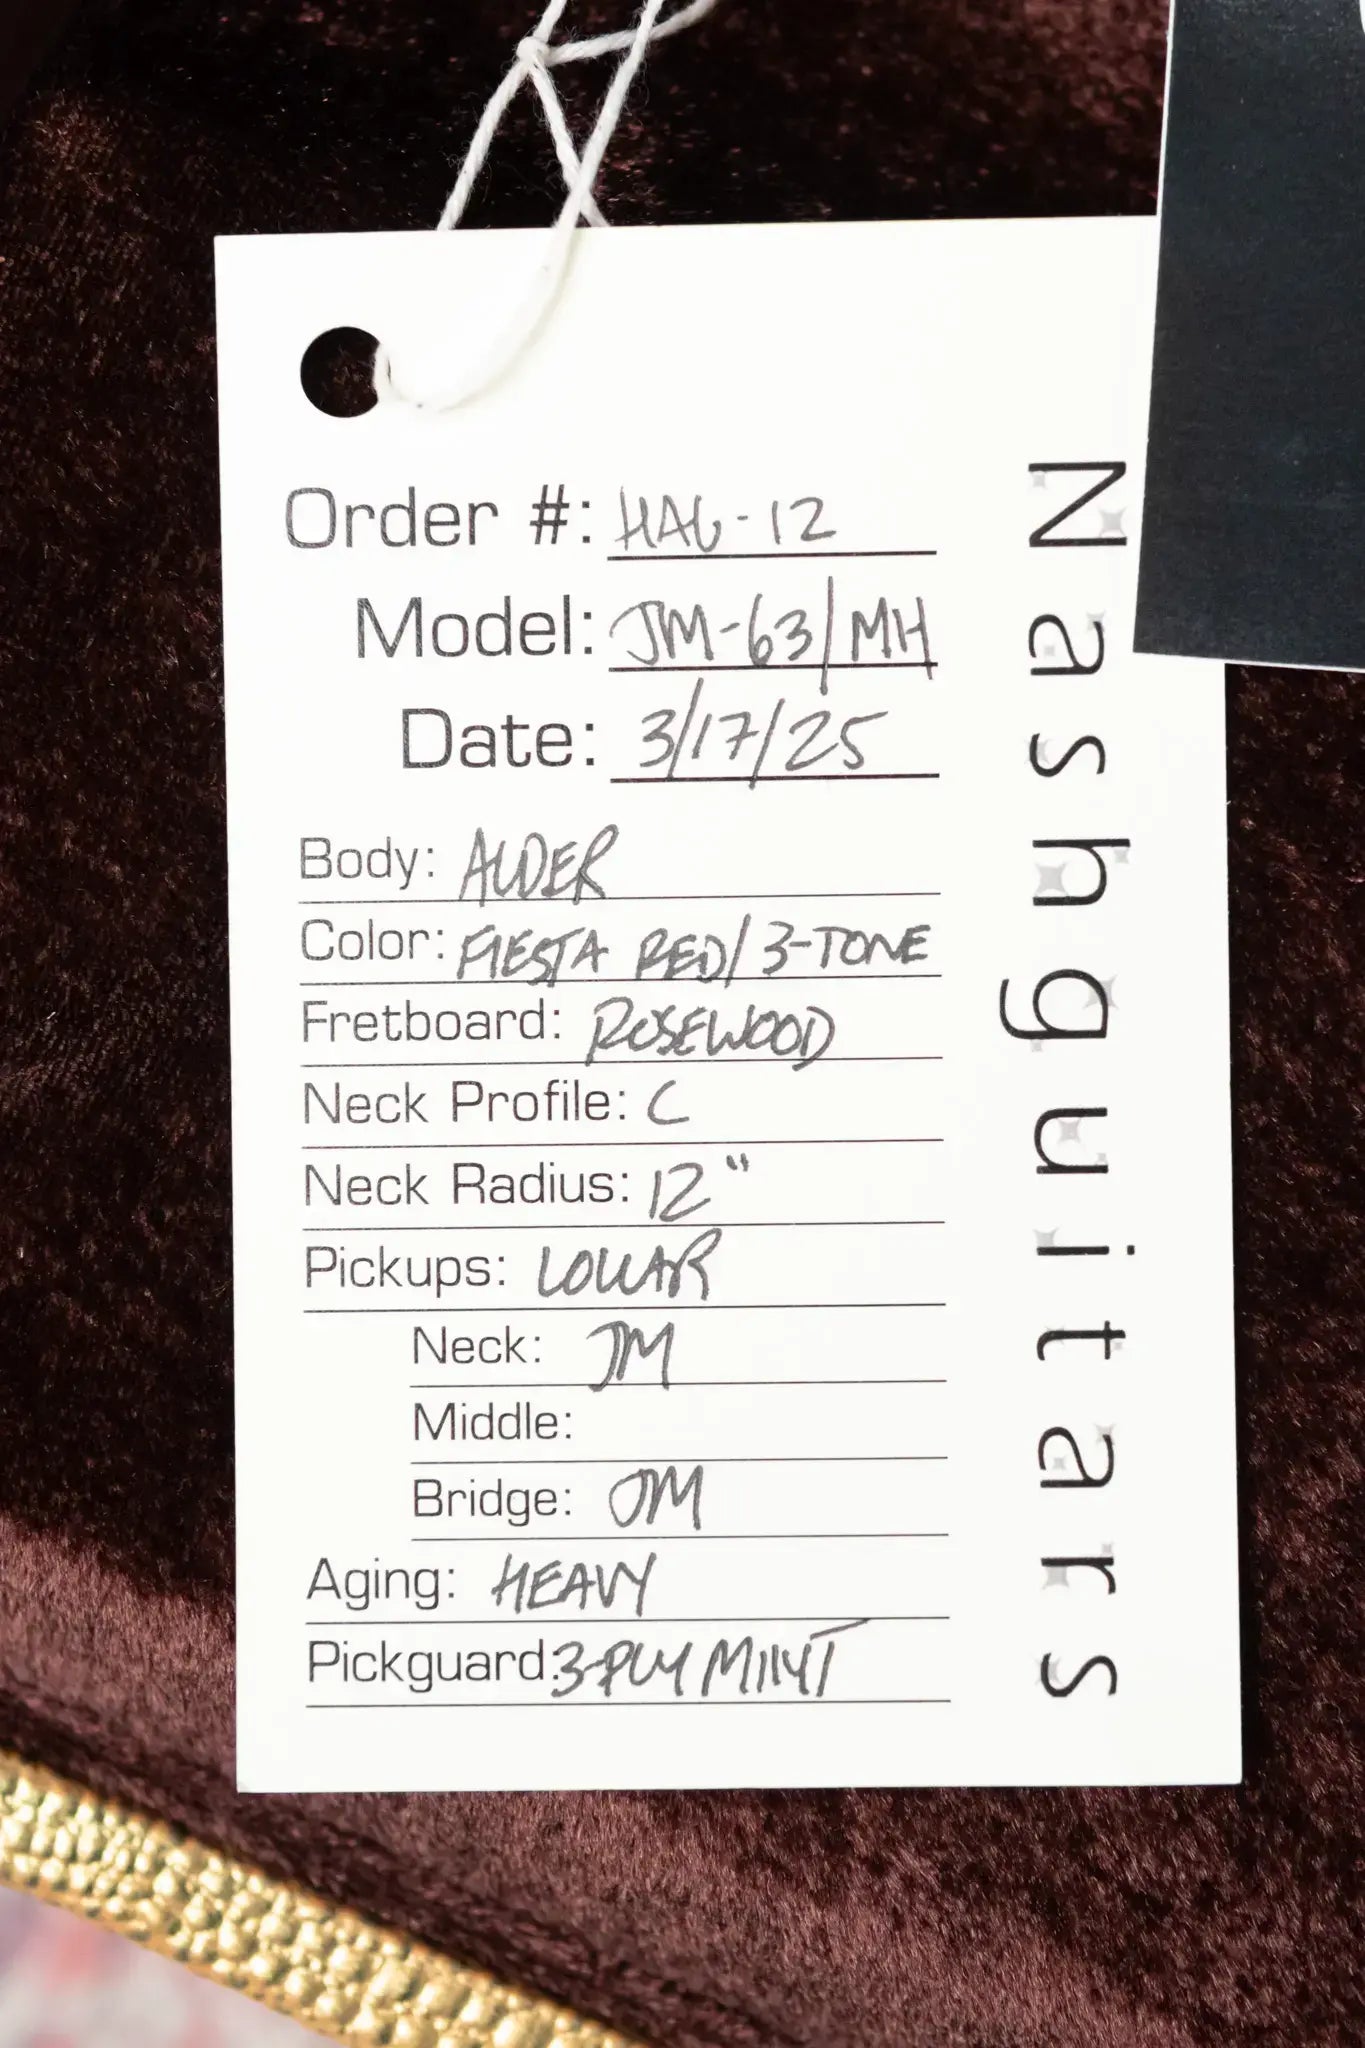 Order #: HAG-12
Model: JM-63/MH
Date: 3/17/25
Body: ALDER
Color: FIESTA RED/3-TONE
Fretboard: ROSEWOOD
Neck Profile: C
Neck Radius: 12"
Pickups: LOLLAR
Neck: JM
Middle:
Bridge: JM
Aging: HEAVY
Pickguard: 3-PLY MINT
Nashguitars